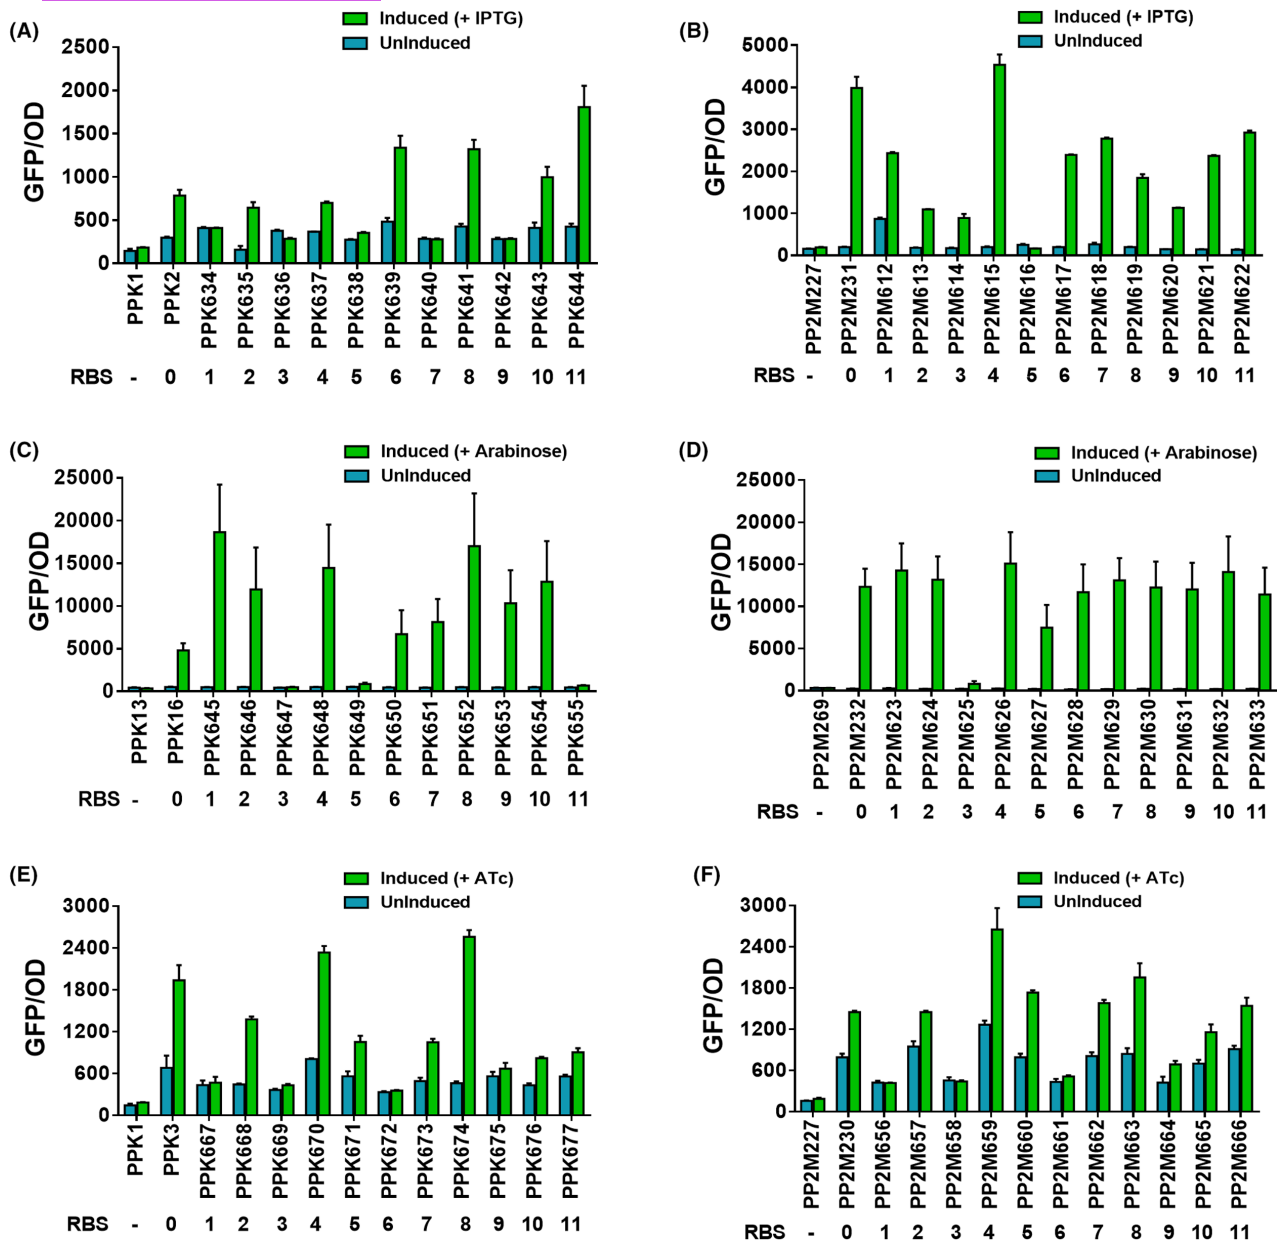 (A)
Induced (+ IPTG)
UnInduced
GFP/OD
2500
2000
1500
1000
500
0
PPK1
PPK2
PPK634
PPK635
PPK636
PPK637
PPK638
PPK639
PPK640
PPK641
PPK642
PPK643
PPK644
RBS - 0 1 2 3 4 5 6 7 8 9 10 11
(B)
Induced (+ IPTG)
UnInduced
GFP/OD
5000
4000
3000
2000
1000
0
PP2M227
PP2M231
PP2M612
PP2M613
PP2M614
PP2M615
PP2M616
PP2M617
PP2M618
PP2M619
PP2M620
PP2M621
PP2M622
RBS - 0 1 2 3 4 5 6 7 8 9 10 11
(C)
Induced (+ Arabinose)
UnInduced
GFP/OD
25000
20000
15000
10000
5000
0
PPK13
PPK16
PPK645
PPK646
PPK647
PPK648
PPK649
PPK650
PPK651
PPK652
PPK653
PPK654
PPK655
RBS - 0 1 2 3 4 5 6 7 8 9 10 11
(D)
Induced (+ Arabinose)
UnInduced
GFP/OD
25000
20000
15000
10000
5000
0
PP2M269
PP2M232
PP2M623
PP2M624
PP2M625
PP2M626
PP2M627
PP2M628
PP2M629
PP2M630
PP2M631
PP2M632
PP2M633
RBS - 0 1 2 3 4 5 6 7 8 9 10 11
(E)
Induced (+ ATc)
UnInduced
GFP/OD
3000
2400
1800
1200
600
0
PPK1
PPK3
PPK667
PPK668
PPK669
PPK670
PPK671
PPK672
PPK673
PPK674
PPK675
PPK676
PPK677
RBS - 0 1 2 3 4 5 6 7 8 9 10 11
(F)
Induced (+ ATc)
UnInduced
GFP/OD
3000
2400
1800
1200
600
0
PP2M227
PP2M230
PP2M656
PP2M657
PP2M658
PP2M659
PP2M660
PP2M661
PP2M662
PP2M663
PP2M664
PP2M665
PP2M666
RBS - 0 1 2 3 4 5 6 7 8 9 10 11